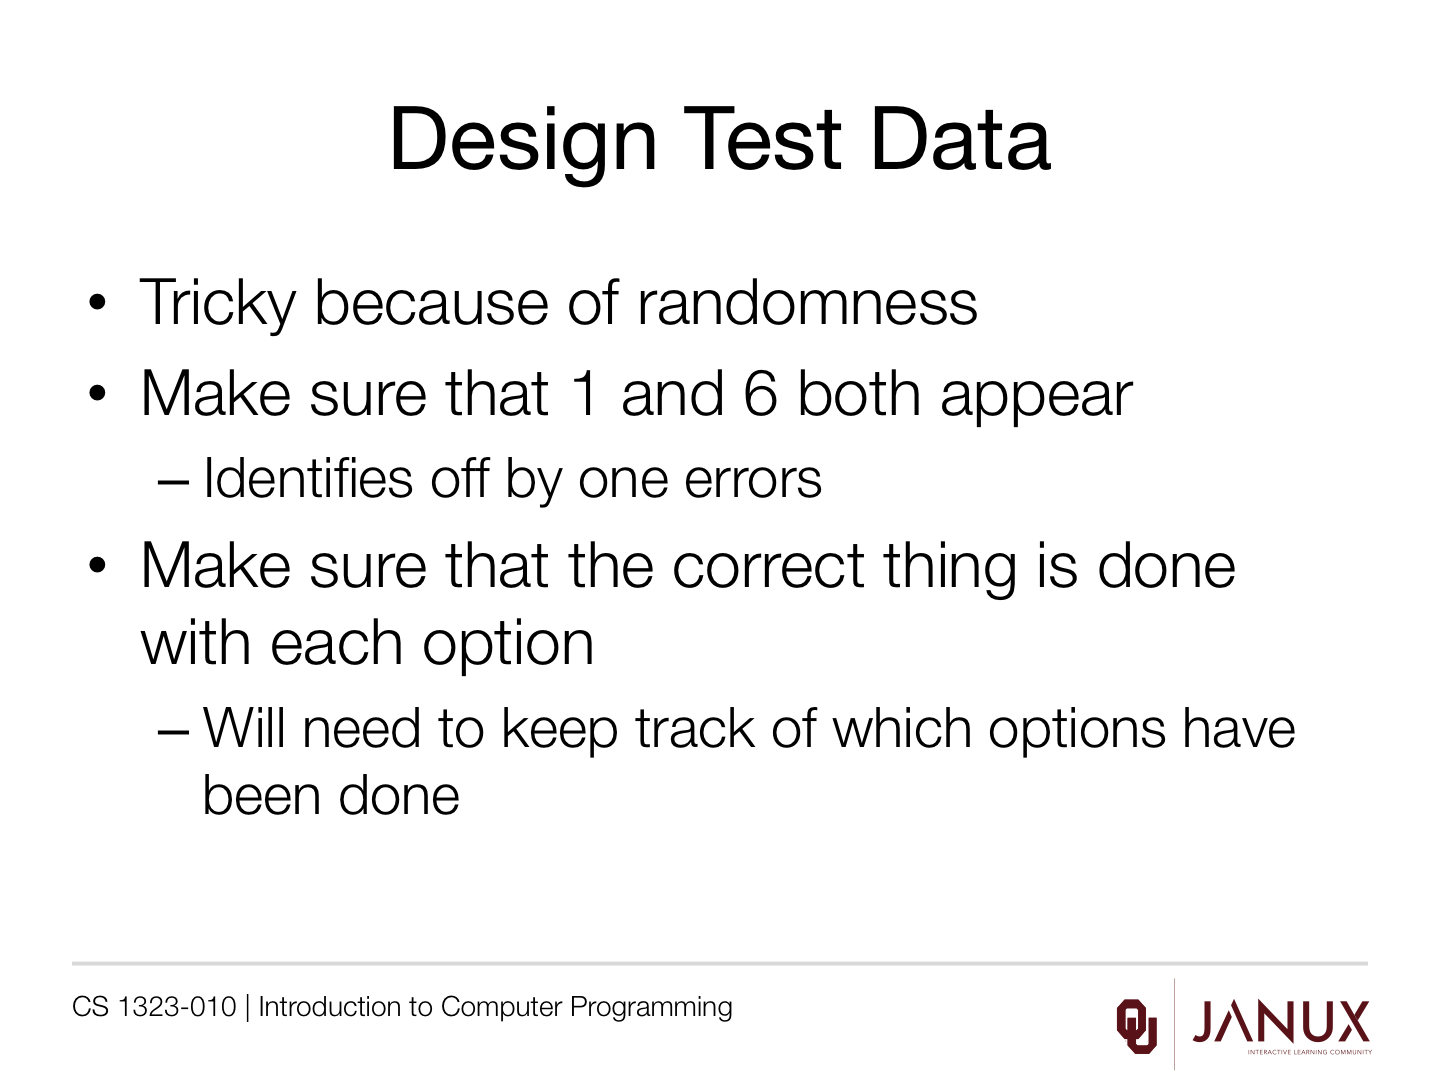 Design Test Data
• Tricky because of randomness
• Make sure that 1 and 6 both appear
– Identifies off by one errors
• Make sure that the correct thing is done
with each option
– Will need to keep track of which options have
been done
CS 1323-010 | Introduction to Computer Programming
OU
JANUX
INTERACTIVE LEARNING COMMUNITY